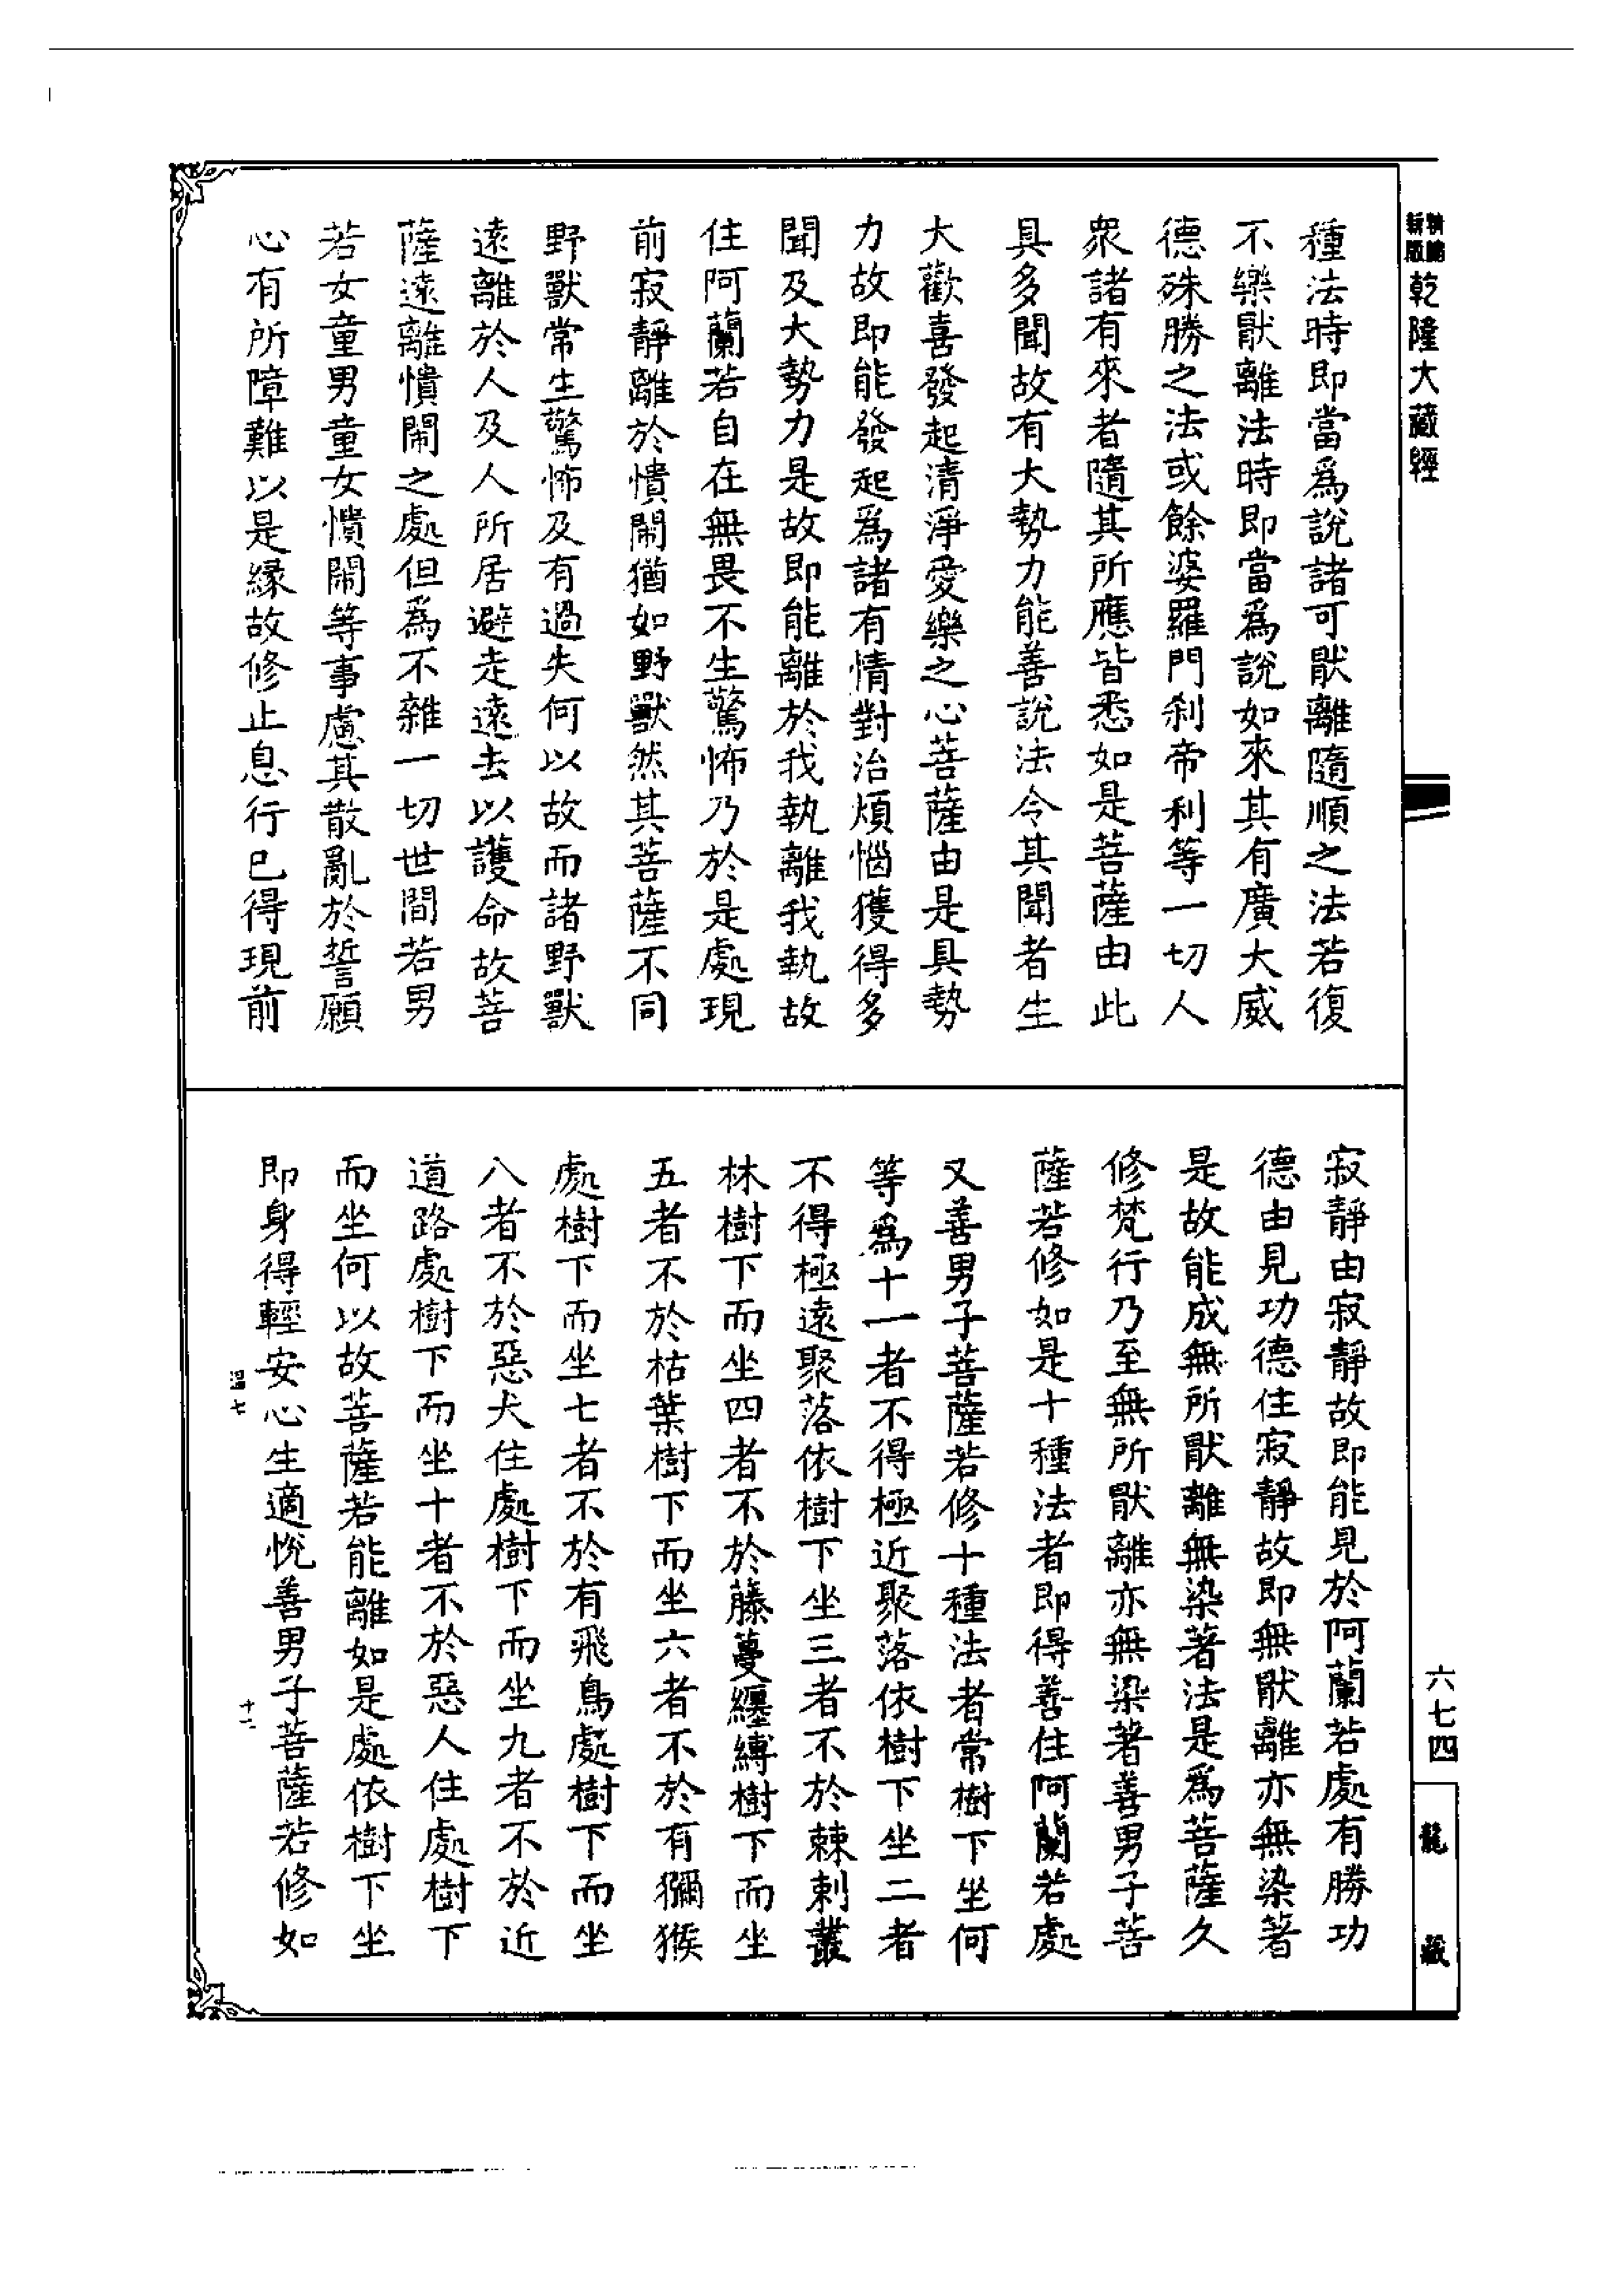 新版
精編
乾隆大藏經
種法時即當爲說諸可猒離隨順之法若復
不樂猒離法時即當爲說如來其有廣大威
德殊勝之法或餘婆羅門刹帝利等一切人
衆諸有來者隨其所應皆悉如是菩薩由此
具多聞故有大勢力能善說法令其聞者生
大歡喜發起清淨愛樂之心菩薩由是具勢
力故即能發起爲諸有情對治煩惱獲得多
聞及大勢力是故即能離於我執離我執故
住阿蘭若自在無畏不生驚怖乃於是處現
前寂靜離於憒閙猶如野獸然其菩薩不同
野獸常生驚怖及有過失何以故而諸野獸
遠離於人及人所居避走遠去以護命故菩
薩遠離憒閙之處但爲不雜一切世間若男
若女童男童女憒閙等事慮其散亂於誓願
心有所障難以是縁故修止息行已得現前
寂靜由寂靜故即能見於阿蘭若處有勝功
德由見功德住寂靜故即無猒離亦無染著
是故能成無所猒離無染著法是爲菩薩久
修梵行乃至無所猒離亦無染著善男子菩
薩若修如是十種法者即得善住阿蘭若處
又善男子菩薩若修十種法者常樹下坐何
等爲十一者不得極近聚落依樹下坐二者
不得極遠聚落依樹下坐三者不於棘刺叢
林樹下而坐四者不於藤蔓纒縛樹下而坐
五者不於枯葉樹下而坐六者不於有獼猴
處樹下而坐七者不於有飛鳥處樹下而坐
八者不於惡犬住處樹下而坐九者不於近
道路處樹下而坐十者不於惡人住處樹下
而坐何以故菩薩若能離如是處依樹下坐
即身得輕安心生適悅善男子菩薩若修如
溫七
十一
六七四
龍藏